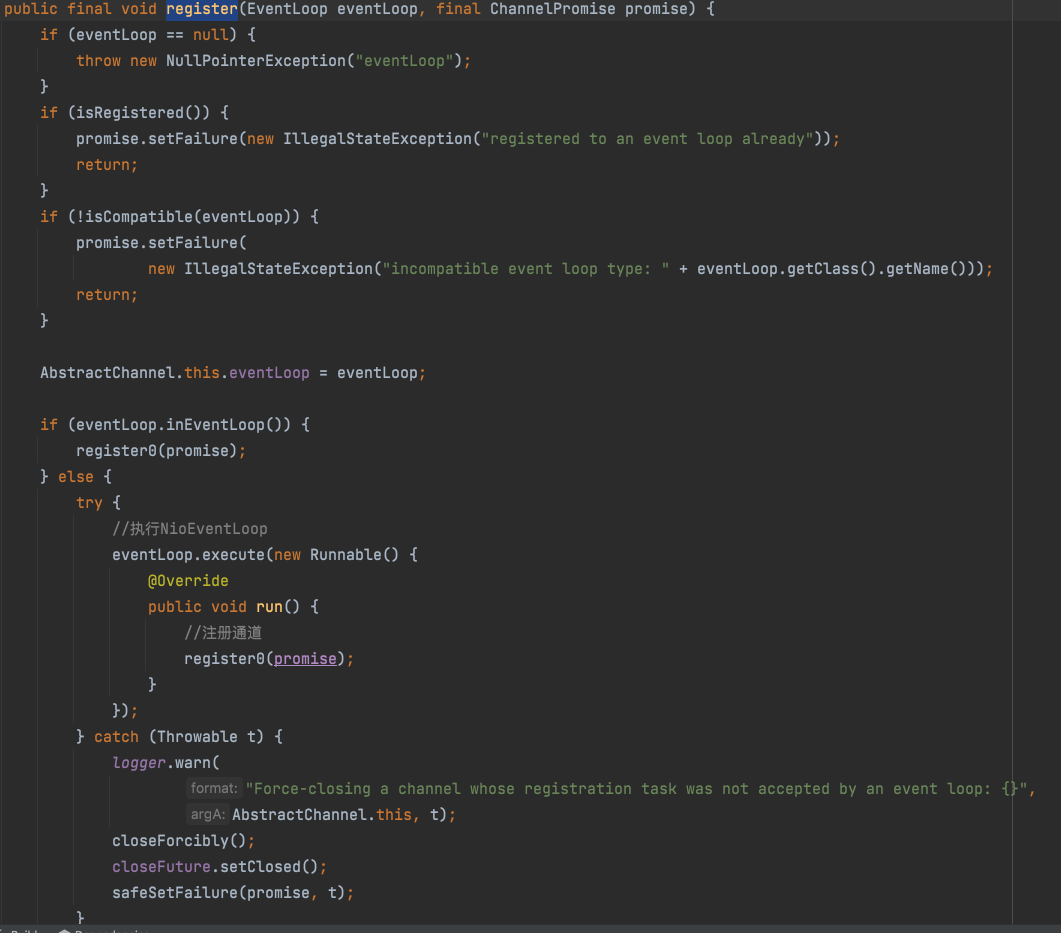 public final void register(EventLoop eventLoop, final ChannelPromise promise) {
    if (eventLoop == null) {
        throw new NullPointerException("eventLoop");
    }
    if (isRegistered()) {
        promise.setFailure(new IllegalStateException("registered to an event loop already"));
        return;
    }
    if (!isCompatible(eventLoop)) {
        promise.setFailure(
                new IllegalStateException("incompatible event loop type: " + eventLoop.getClass().getName()));
        return;
    }

    AbstractChannel.this.eventLoop = eventLoop;

    if (eventLoop.inEventLoop()) {
        register0(promise);
    } else {
        try {
            //执行NioEventLoop
            eventLoop.execute(new Runnable() {
                @Override
                public void run() {
                    //注册通道
                    register0(promise);
                }
            });
        } catch (Throwable t) {
            logger.warn(
                    format: "Force-closing a channel whose registration task was not accepted by an event loop: {}",
                    argA: AbstractChannel.this, t);
            closeForcibly();
            closeFuture.setClosed();
            safeSetFailure(promise, t);
        }